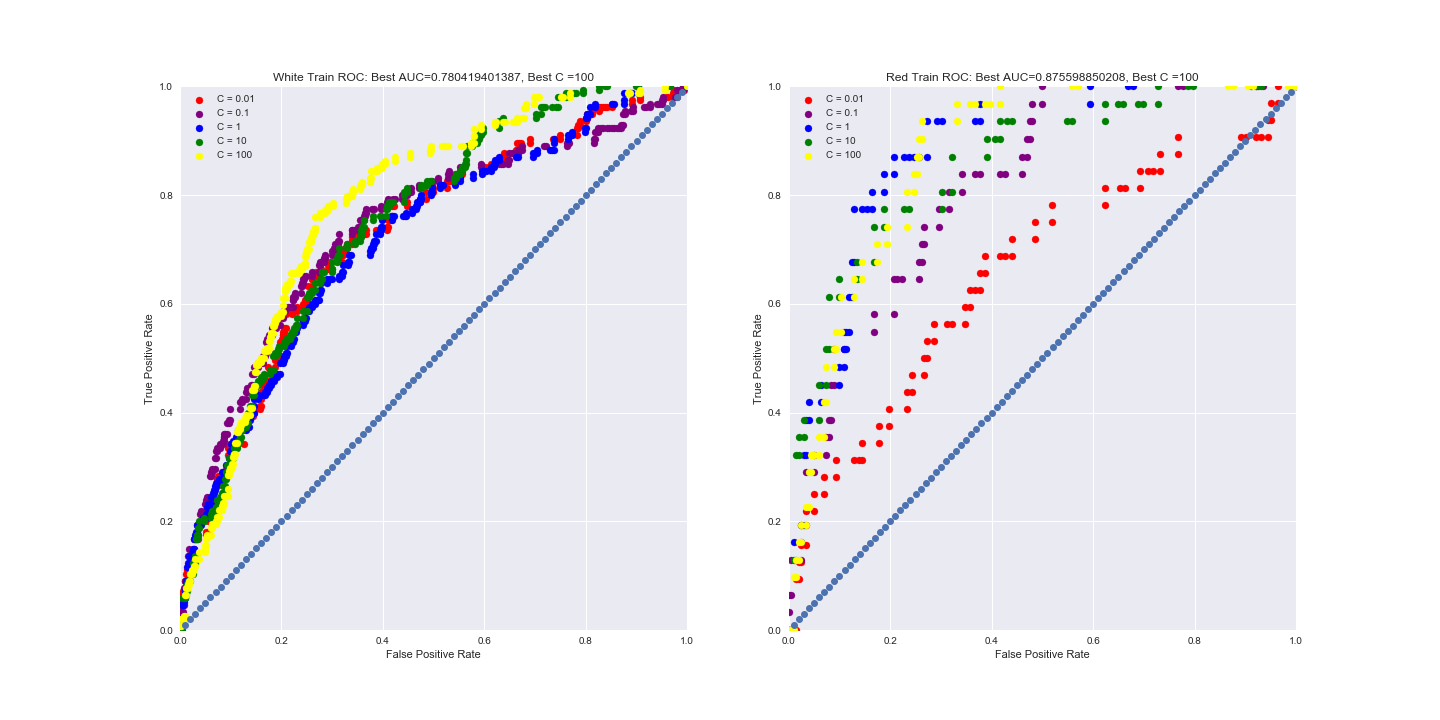 White Train ROC: Best AUC=0.780419401387, Best C =100
1.0
0.8
0.6
0.4
0.2
0.0
True Positive Rate
C = 0.01
C = 0.1
C = 1
C = 10
C = 100
0.0 0.2 0.4 0.6 0.8 1.0
False Positive Rate
Red Train ROC: Best AUC=0.875598850208, Best C =100
1.0
0.8
0.6
0.4
0.2
0.0
True Positive Rate
C = 0.01
C = 0.1
C = 1
C = 10
C = 100
0.0 0.2 0.4 0.6 0.8 1.0
False Positive Rate